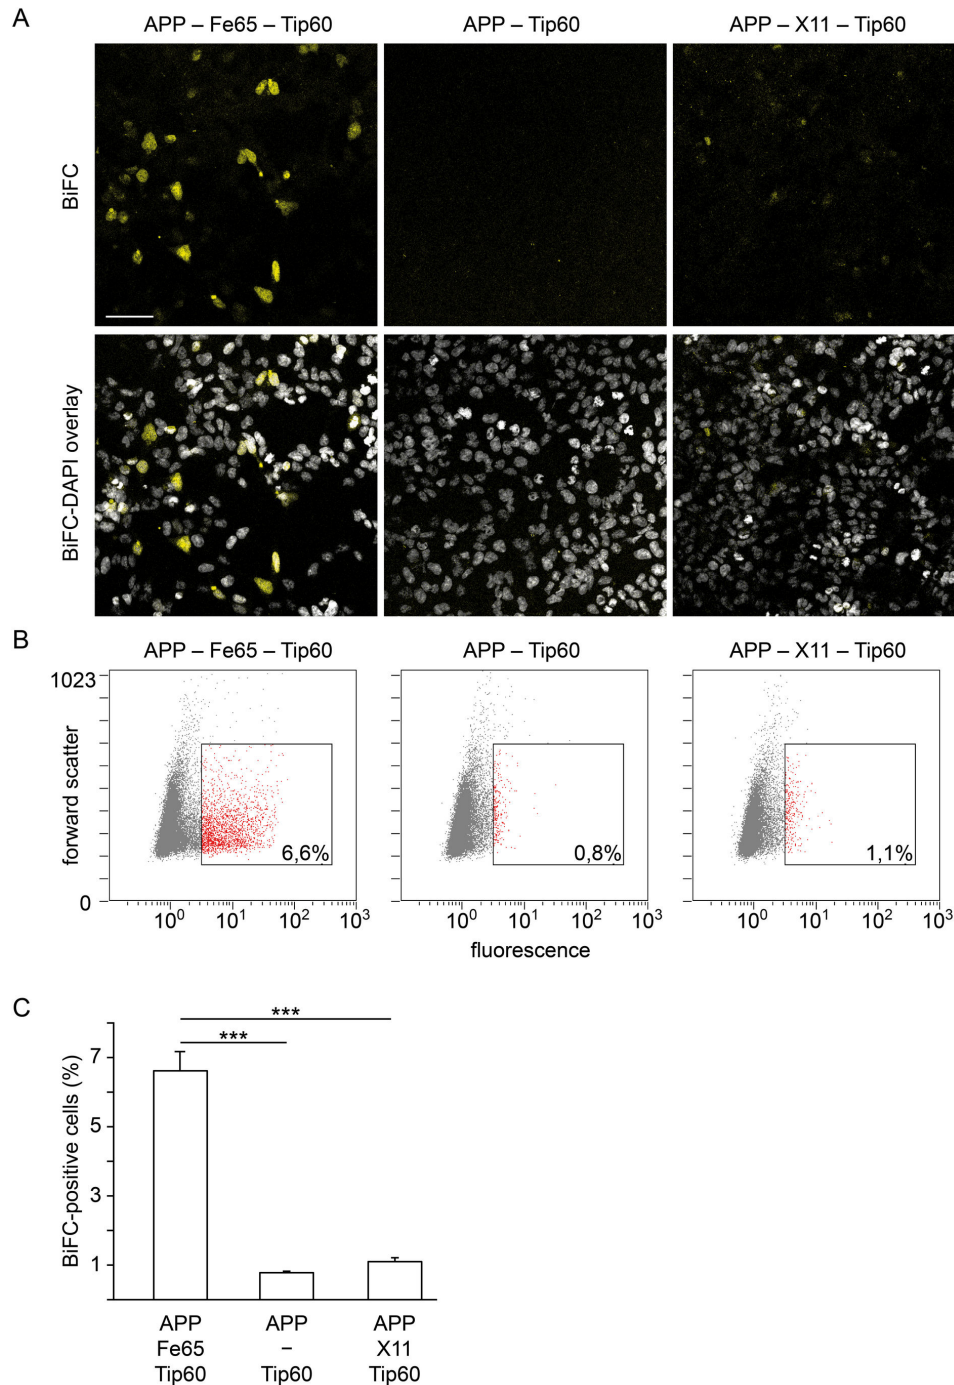 A
APP – Fe65 – Tip60
APP – Tip60
APP – X11 – Tip60
BiFC
BiFC-DAPI overlay
B
APP – Fe65 – Tip60
APP – Tip60
APP – X11 – Tip60
forward scatter
1023
0
6,6%
0,8%
1,1%
10⁰ 10¹ 10² 10³
10⁰ 10¹ 10² 10³
10⁰ 10¹ 10² 10³
fluorescence
C
BiFC-positive cells (%)
7
5
3
1
***
***
APP
Fe65
Tip60
APP
–
Tip60
APP
X11
Tip60